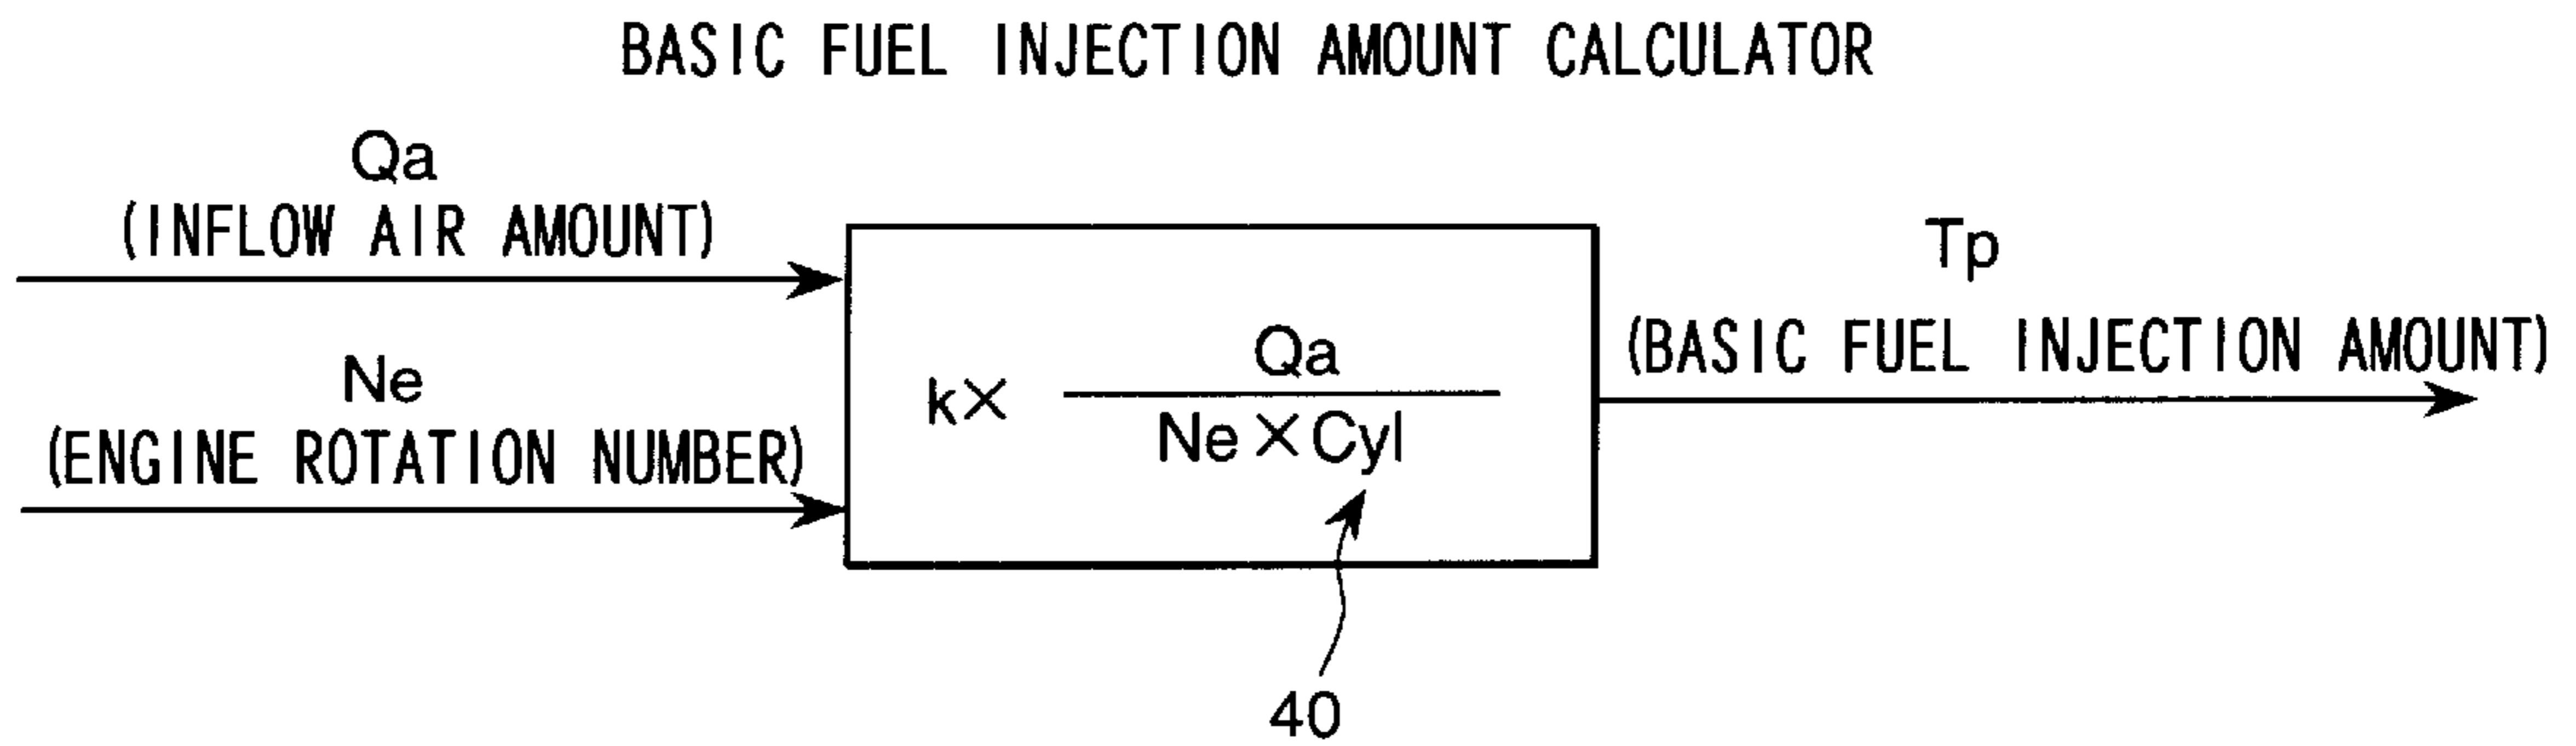 BASIC FUEL INJECTION AMOUNT CALCULATOR
Qa
(INFLOW AIR AMOUNT)
Ne
(ENGINE ROTATION NUMBER)
k×
Qa
Ne×Cyl
Tp
(BASIC FUEL INJECTION AMOUNT)
40